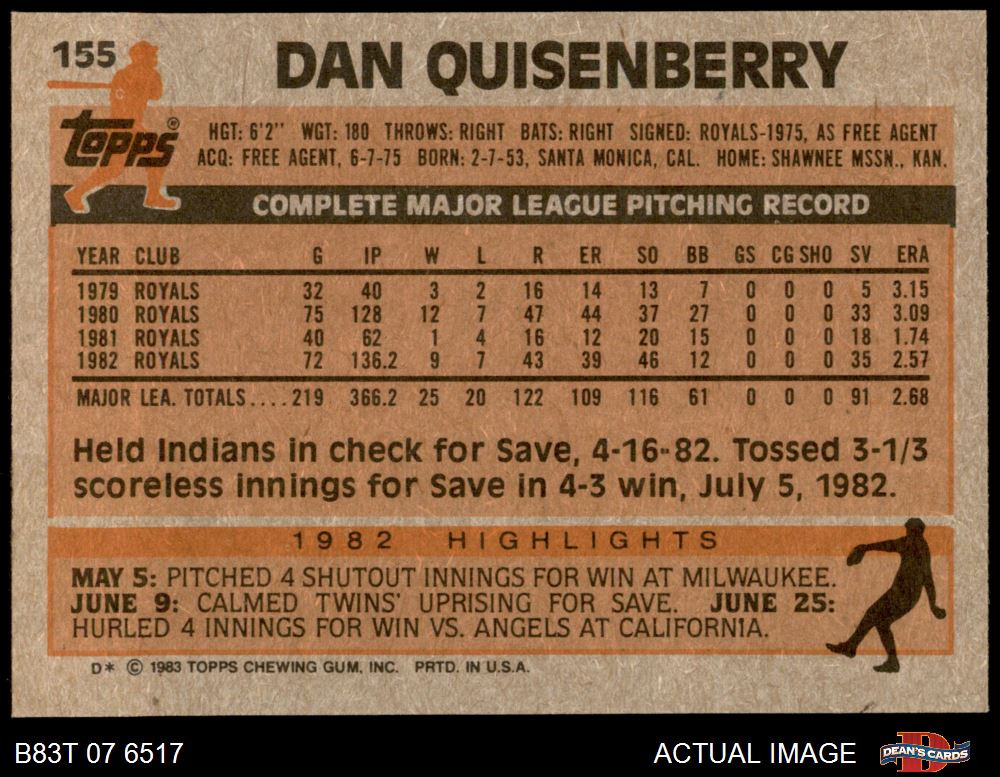 155
DAN QUISENBERRY
Topps®
HGT: 6'2" WGT: 180 THROWS: RIGHT BATS: RIGHT SIGNED: ROYALS-1975, AS FREE AGENT
ACQ: FREE AGENT, 6-7-75 BORN: 2-7-53, SANTA MONICA, CAL. HOME: SHAWNEE MSSN., KAN.
COMPLETE MAJOR LEAGUE PITCHING RECORD
YEAR CLUB G IP W L R ER SO BB GS CG SHO SV ERA
1979 ROYALS 32 40 3 2 16 14 13 7 0 0 0 5 3.15
1980 ROYALS 75 128 12 7 47 44 37 27 0 0 0 33 3.09
1981 ROYALS 40 62 1 4 16 12 20 15 0 0 0 18 1.74
1982 ROYALS 72 136.2 9 7 43 39 46 12 0 0 0 35 2.57
MAJOR LEA. TOTALS....219 366.2 25 20 122 109 116 61 0 0 0 91 2.68
Held Indians in check for Save, 4-16-82. Tossed 3-1/3
scoreless innings for Save in 4-3 win, July 5, 1982.
1982 HIGHLIGHTS
MAY 5: PITCHED 4 SHUTOUT INNINGS FOR WIN AT MILWAUKEE.
JUNE 9: CALMED TWINS' UPRISING FOR SAVE. JUNE 25:
HURLED 4 INNINGS FOR WIN VS. ANGELS AT CALIFORNIA.
D* © 1983 TOPPS CHEWING GUM, INC. PRTD. IN U.S.A.
B83T 07 6517
ACTUAL IMAGE
DEAN'S CARDS